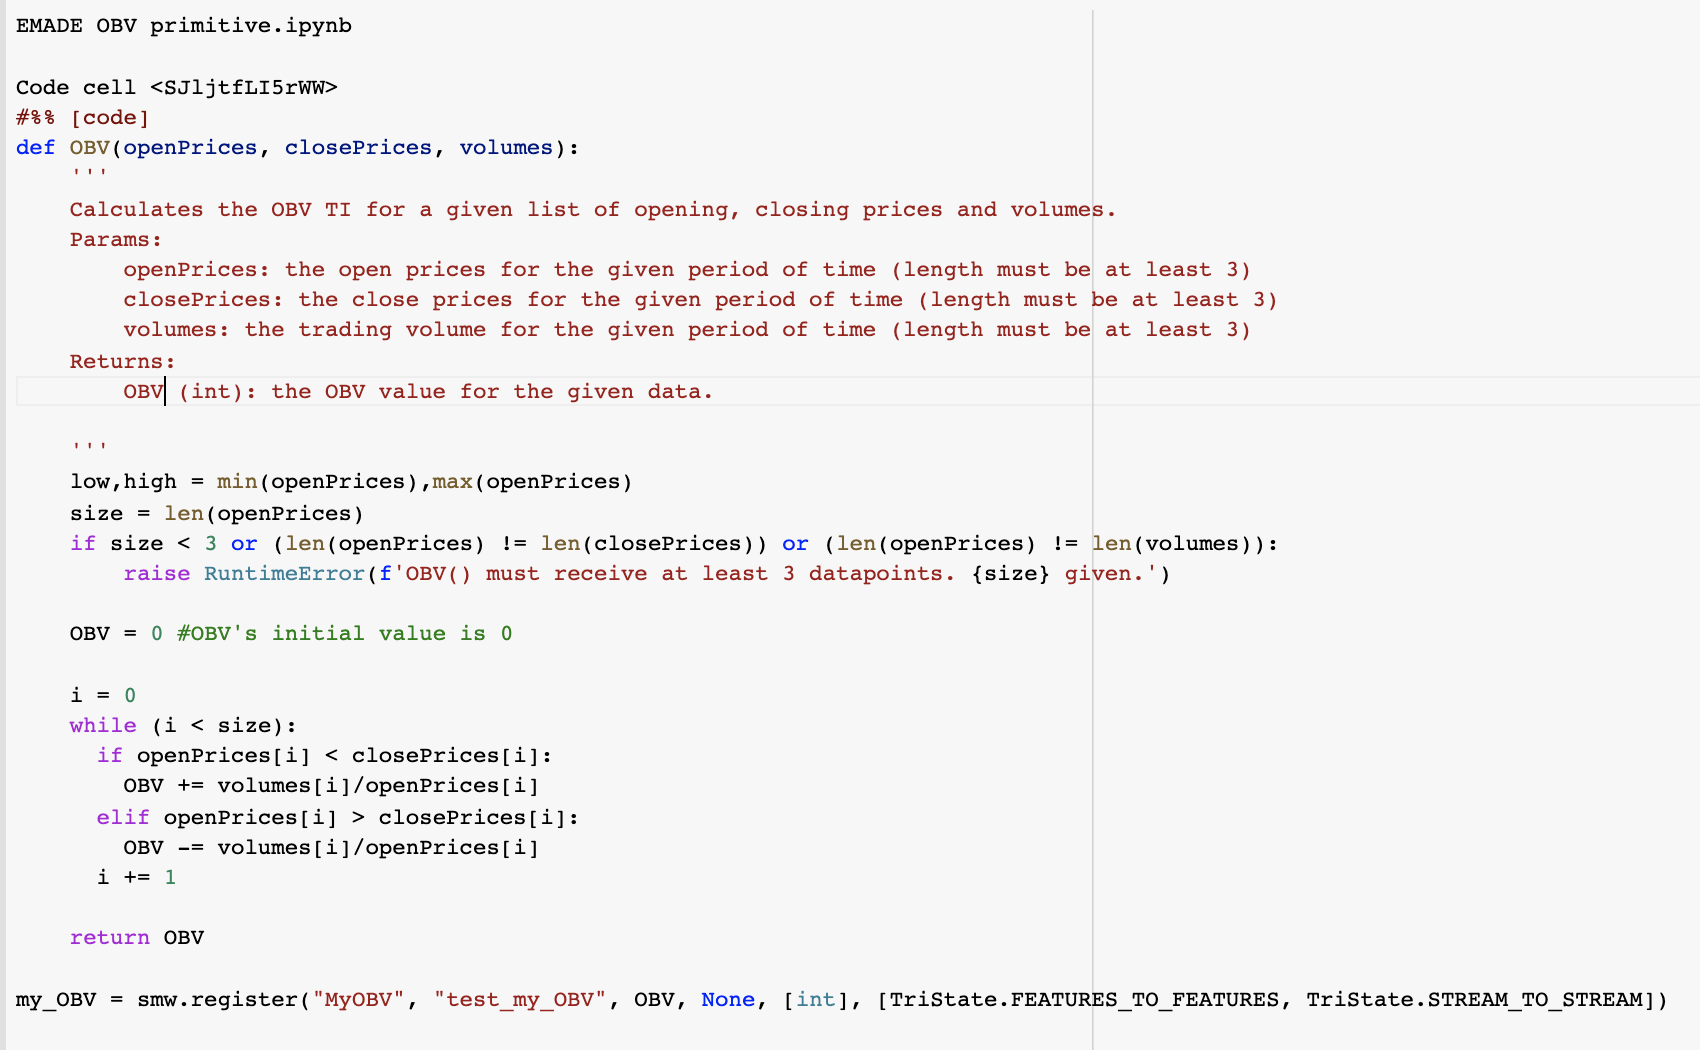 EMADE OBV primitive.ipynb
Code cell <SJljtfLI5rWW>
#%% [code]
def OBV(openPrices, closePrices, volumes):
    '''
    Calculates the OBV TI for a given list of opening, closing prices and volumes.
    Params:
        openPrices: the open prices for the given period of time (length must be at least 3)
        closePrices: the close prices for the given period of time (length must be at least 3)
        volumes: the trading volume for the given period of time (length must be at least 3)
    Returns:
        OBV (int): the OBV value for the given data.
    '''
    low,high = min(openPrices),max(openPrices)
    size = len(openPrices)
    if size < 3 or (len(openPrices) != len(closePrices)) or (len(openPrices) != len(volumes)):
        raise RuntimeError(f'OBV() must receive at least 3 datapoints. {size} given.')
    OBV = 0 #OBV's initial value is 0
    i = 0
    while (i < size):
      if openPrices[i] < closePrices[i]:
        OBV += volumes[i]/openPrices[i]
      elif openPrices[i] > closePrices[i]:
        OBV -= volumes[i]/openPrices[i]
      i += 1
    return OBV
my_OBV = smw.register("MyOBV", "test_my_OBV", OBV, None, [int], [TriState.FEATURES_TO_FEATURES, TriState.STREAM_TO_STREAM])